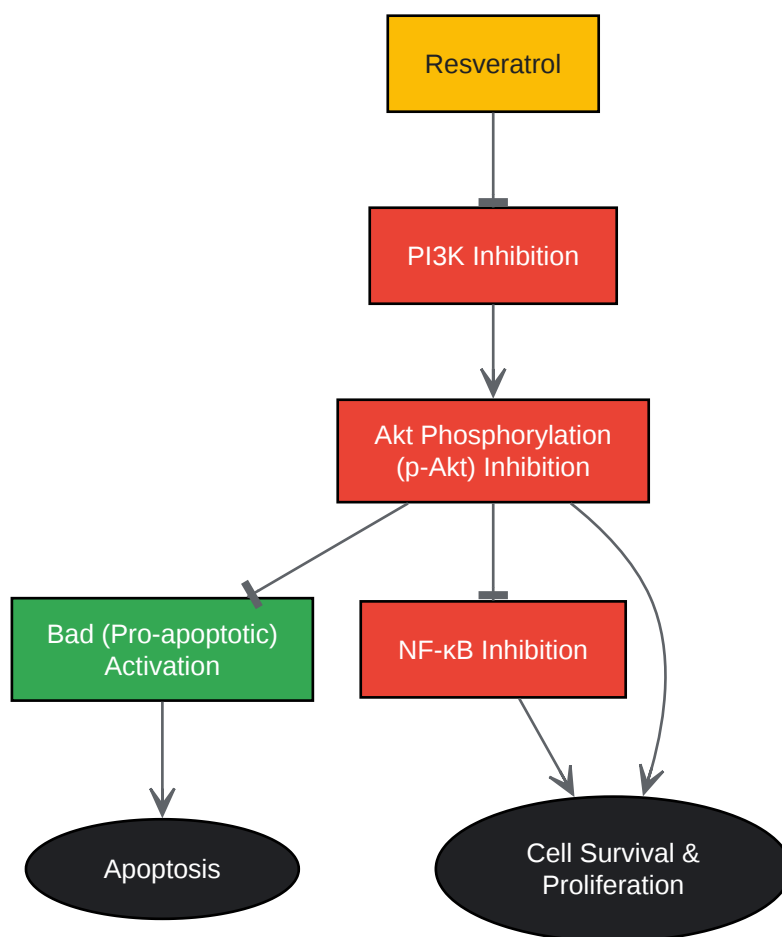 Resveratrol
PI3K Inhibition
Akt Phosphorylation
(p-Akt) Inhibition
Bad (Pro-apoptotic)
Activation
NF-κB Inhibition
Apoptosis
Cell Survival &
Proliferation